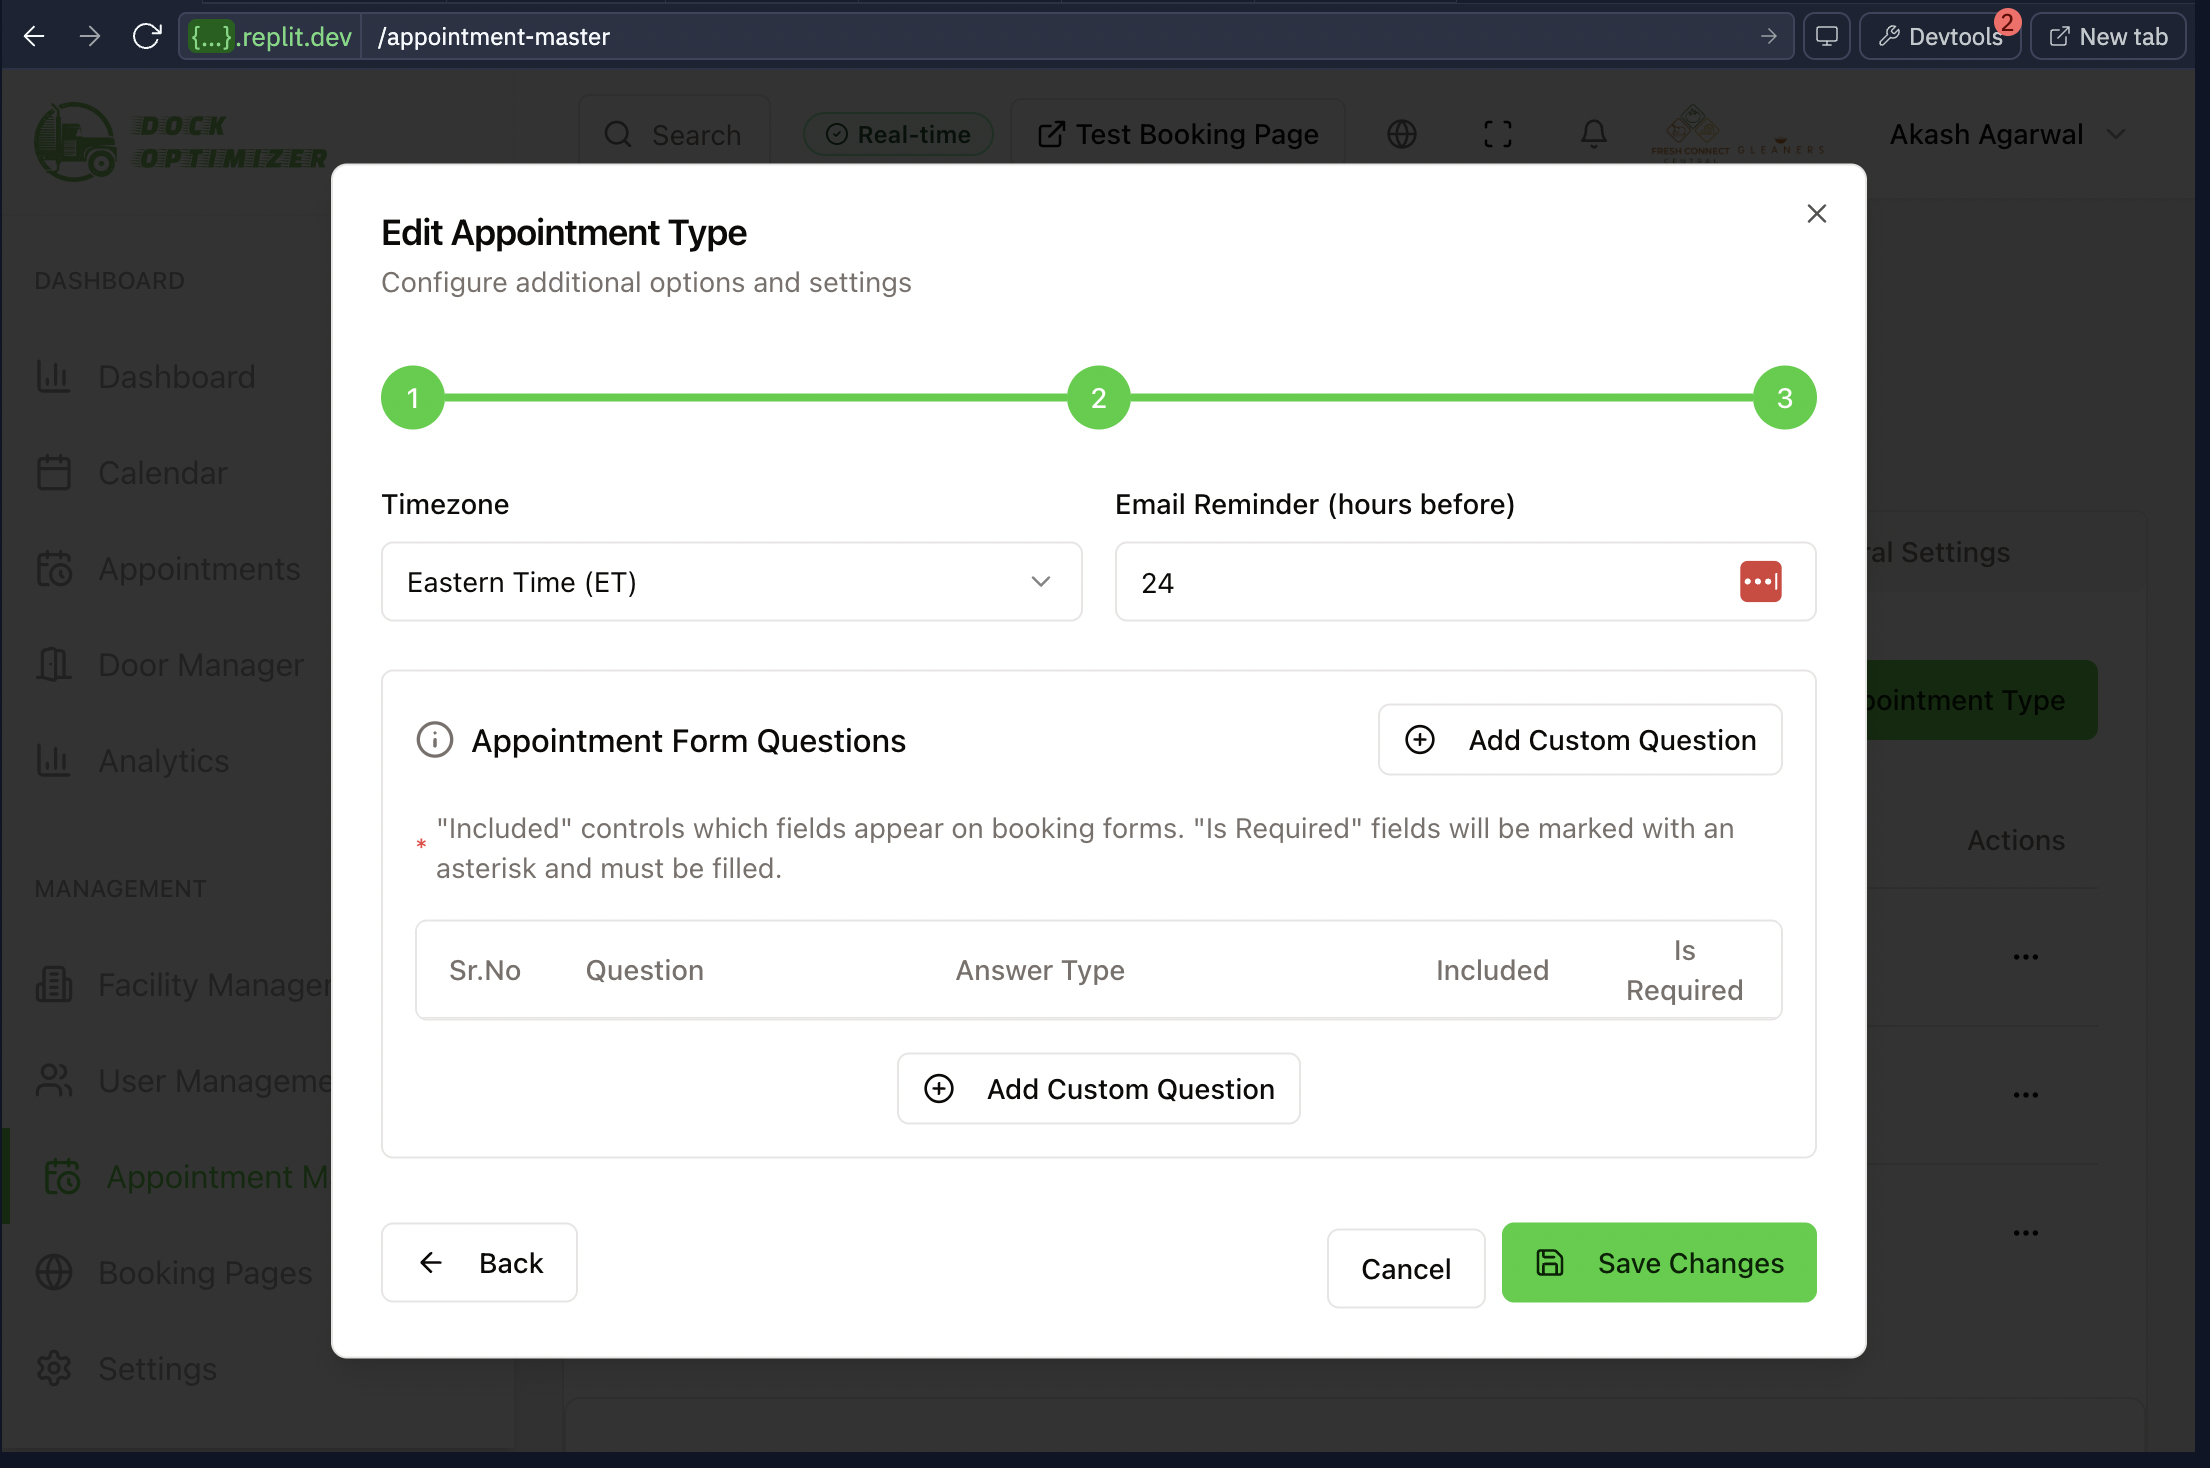 {...}.replit.dev
/appointment-master
Devtools
2
New tab
DOCK
OPTIMIZER
Search
Real-time
Test Booking Page
FRESH CONNECT
CENTRAL
GLEANERS
Akash Agarwal
DASHBOARD
Dashboard
Calendar
Appointments
Door Manager
Analytics
MANAGEMENT
Facility Manager
User Manageme
Appointment M
Booking Pages
Settings
Edit Appointment Type
Configure additional options and settings
1
2
3
Timezone
Email Reminder (hours before)
Eastern Time (ET)
24
Appointment Form Questions
Add Custom Question
* "Included" controls which fields appear on booking forms. "Is Required" fields will be marked with an
asterisk and must be filled.
Sr.No
Question
Answer Type
Included
Is
Required
Add Custom Question
Back
Cancel
Save Changes
al Settings
pointment Type
Actions